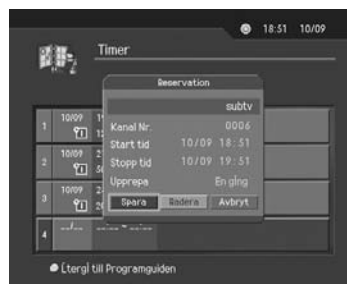 18:51 10/09
Timer
Reservation
subtv
Kanal Nr. 0006
Start tid 10/09 18:51
Stopp tid 10/09 19:51
Upprepa En gång
Spara Radera Avbryt
1 10/09
2 10/09
3 10/09
4 --/-- --:-- ~ --:--
[terg] till Programguiden